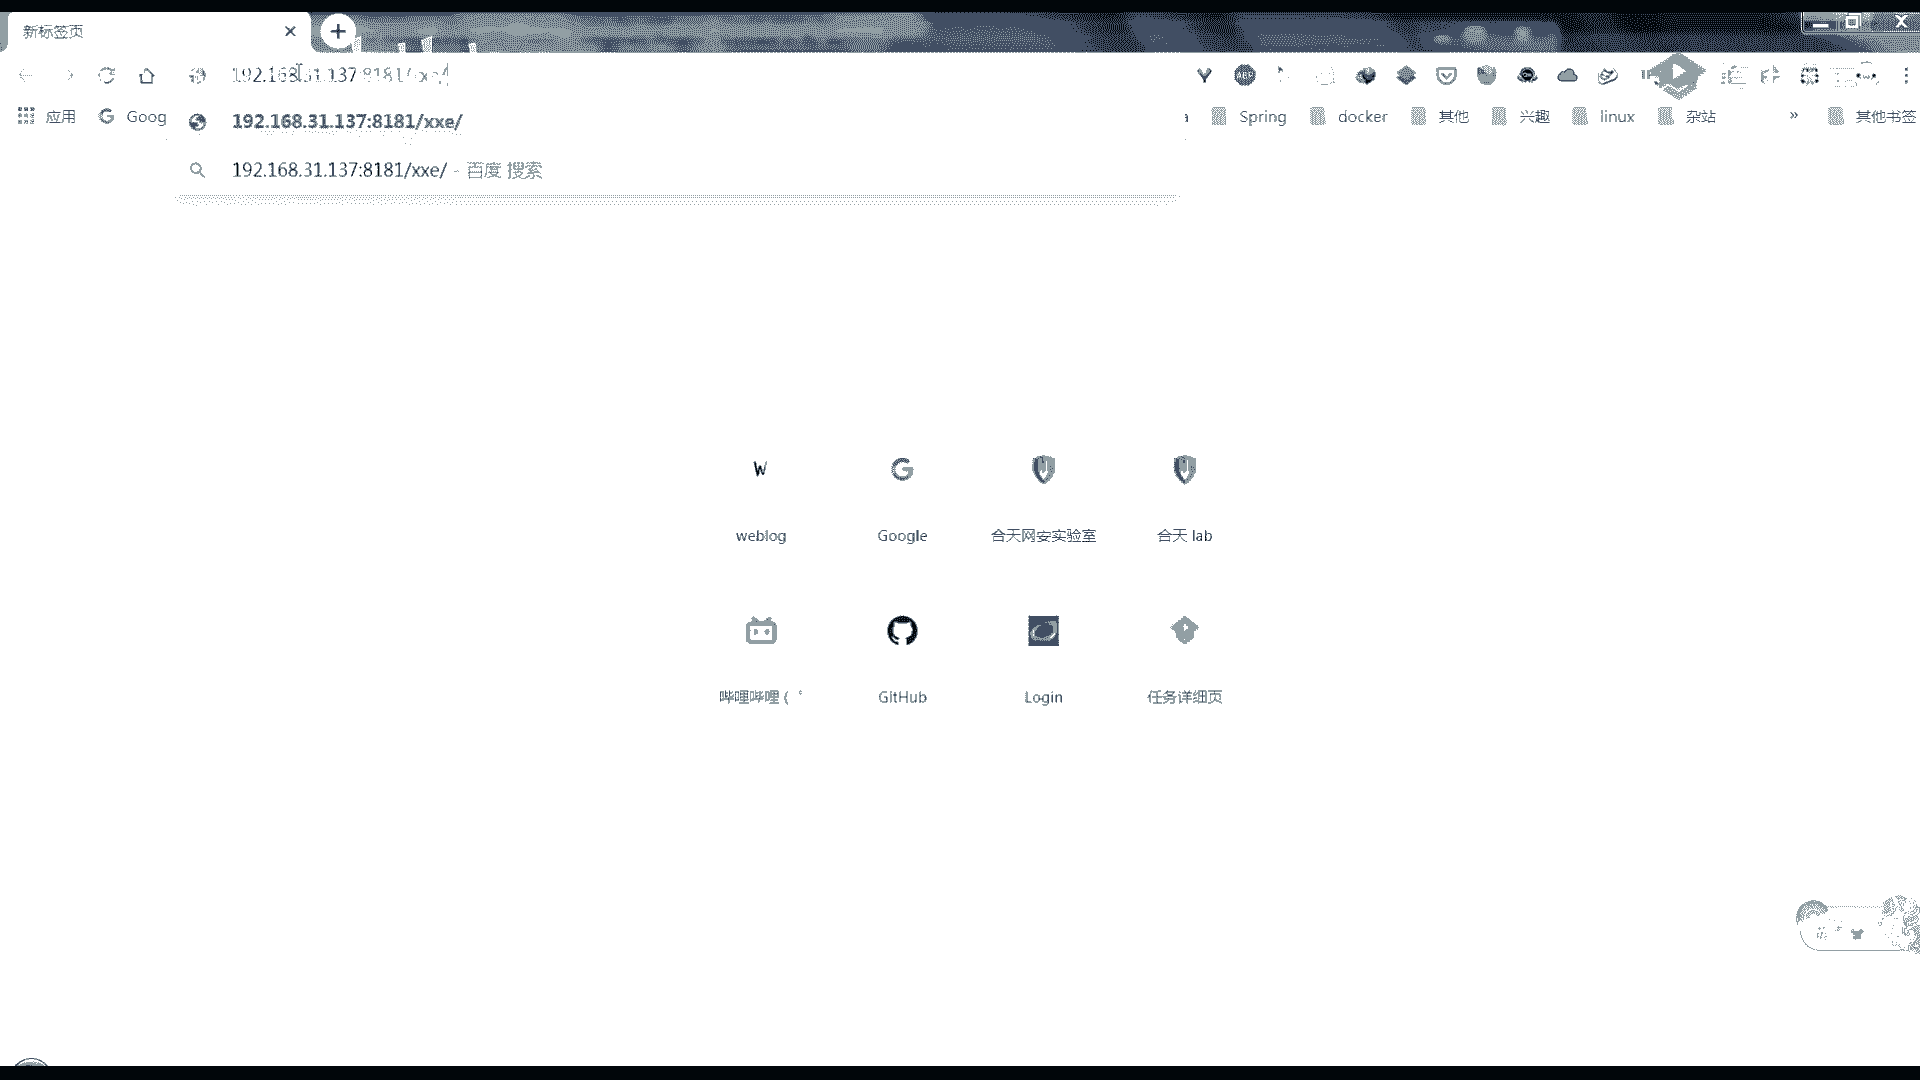 新标签页
192.168.31.137:8181/xxe/
应用 Goog Spring docker 其他 兴趣 linux 杂站 » 其他书签
192.168.31.137:8181/xxe/
192.168.31.137:8181/xxe/ - 百度 搜索
weblog Google 合天网安实验室 合天 lab
哔哩哔哩 ( ゜ GitHub Login 任务详细页